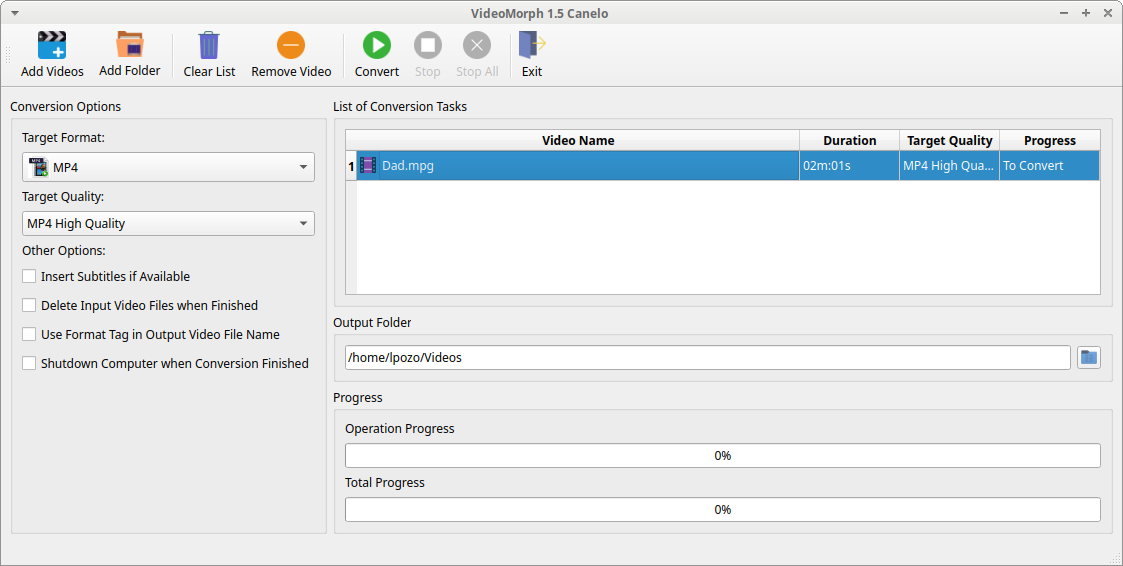 VideoMorph 1.5 Canelo
Add Videos
Add Folder
Clear List
Remove Video
Convert
Stop
Stop All
Exit
Conversion Options
Target Format:
MP4
Target Quality:
MP4 High Quality
Other Options:
Insert Subtitles if Available
Delete Input Video Files when Finished
Use Format Tag in Output Video File Name
Shutdown Computer when Conversion Finished
List of Conversion Tasks
Video Name Duration Target Quality Progress
1 Dad.mpg 02m:01s MP4 High Qua... To Convert
Output Folder
/home/lpozo/Videos
Progress
Operation Progress
0%
Total Progress
0%